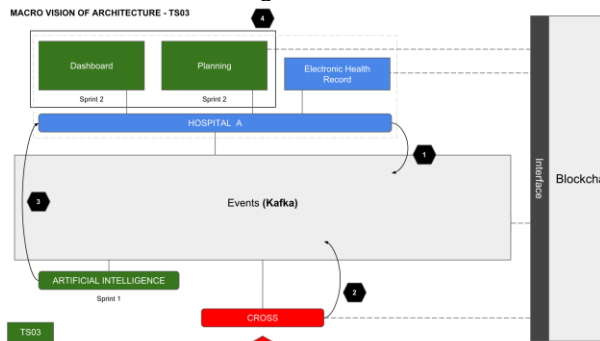 MACRO VISION OF ARCHITECTURE - TS03
4
Dashboard
Planning
Electronic Health
Record
Sprint 2
Sprint 2
HOSPITAL A
1
Interface
Events (Kafka)
3
ARTIFICIAL INTELLIGENCE
Sprint 1
2
CROSS
TS03